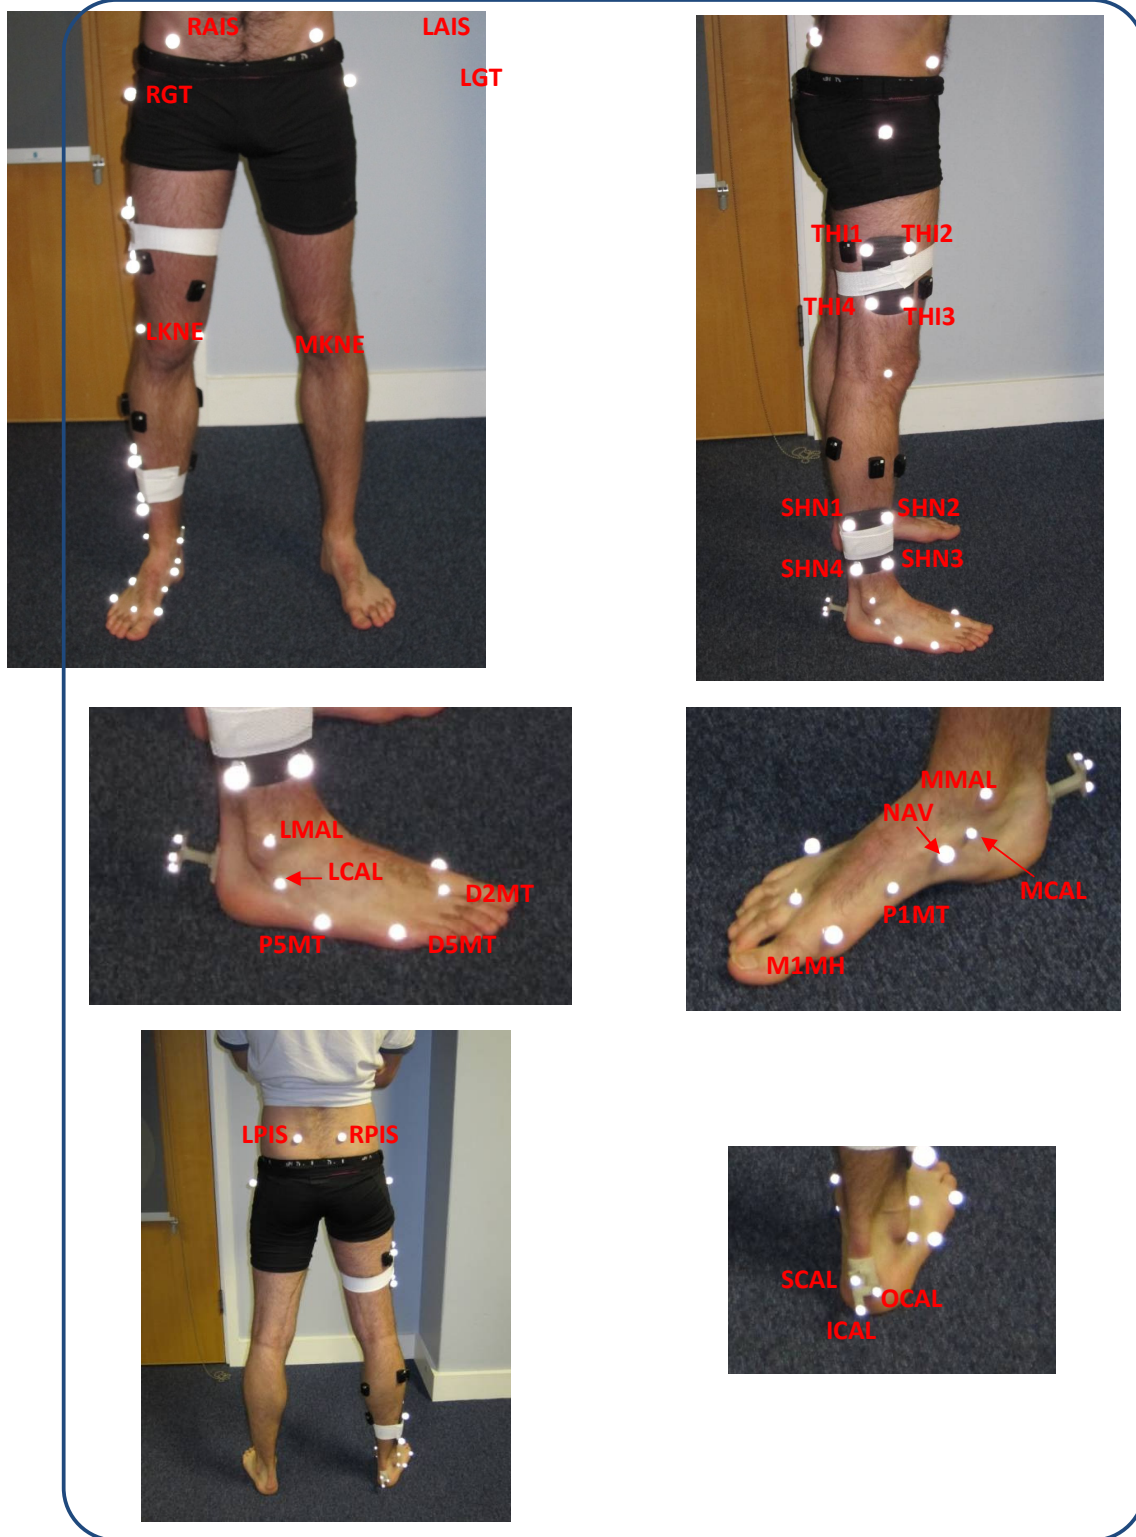 RAIS LAIS
RGT LGT
LKNE MKNE
THI1 THI2
THI4 THI3
SHN1 SHN2
SHN4 SHN3
LMAL
LCAL
D2MT
P5MT D5MT
MMAL
NAV
MCAL
P1MT
M1MH
LPIS RPIS
SCAL
OCAL
ICAL